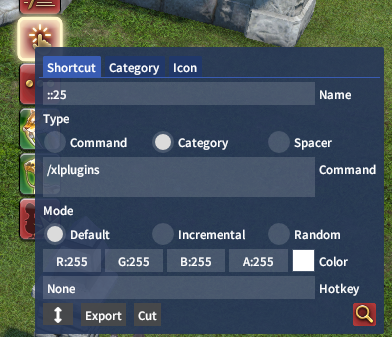 Shortcut Category Icon
::25 Name
Type
Command Category Spacer
/xlplugins Command
Mode
Default Incremental Random
R:255 G:255 B:255 A:255 Color
None Hotkey
Export Cut